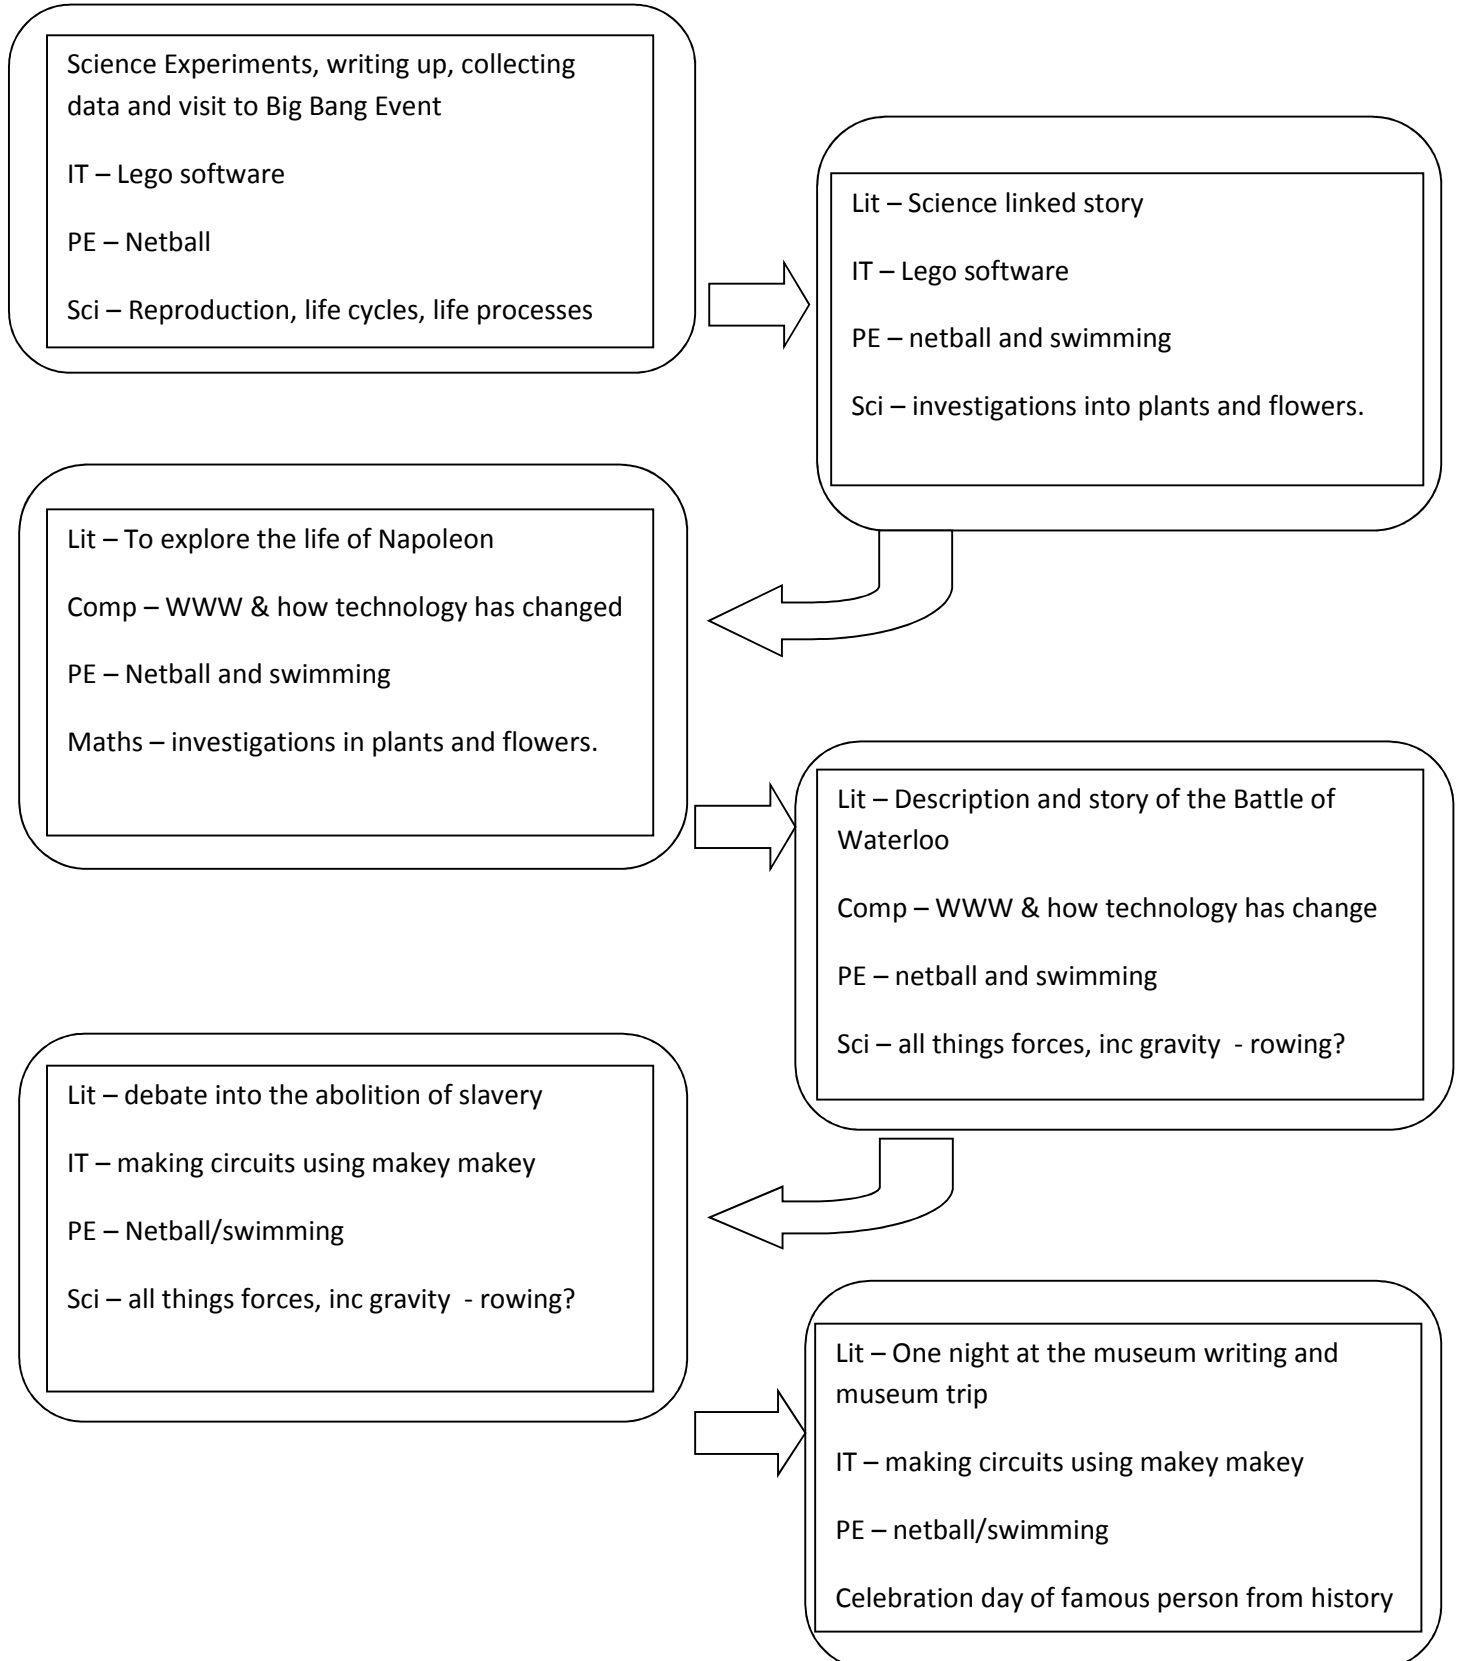 Science Experiments, writing up, collecting
data and visit to Big Bang Event
IT – Lego software
PE – Netball
Sci – Reproduction, life cycles, life processes
Lit – Science linked story
IT – Lego software
PE – netball and swimming
Sci – investigations into plants and flowers.
Lit – To explore the life of Napoleon
Comp – WWW & how technology has changed
PE – Netball and swimming
Maths – investigations in plants and flowers.
Lit – Description and story of the Battle of
Waterloo
Comp – WWW & how technology has change
PE – netball and swimming
Sci – all things forces, inc gravity  - rowing?
Lit – debate into the abolition of slavery
IT – making circuits using makey makey
PE – Netball/swimming
Sci – all things forces, inc gravity  - rowing?
Lit – One night at the museum writing and
museum trip
IT – making circuits using makey makey
PE – netball/swimming
Celebration day of famous person from history